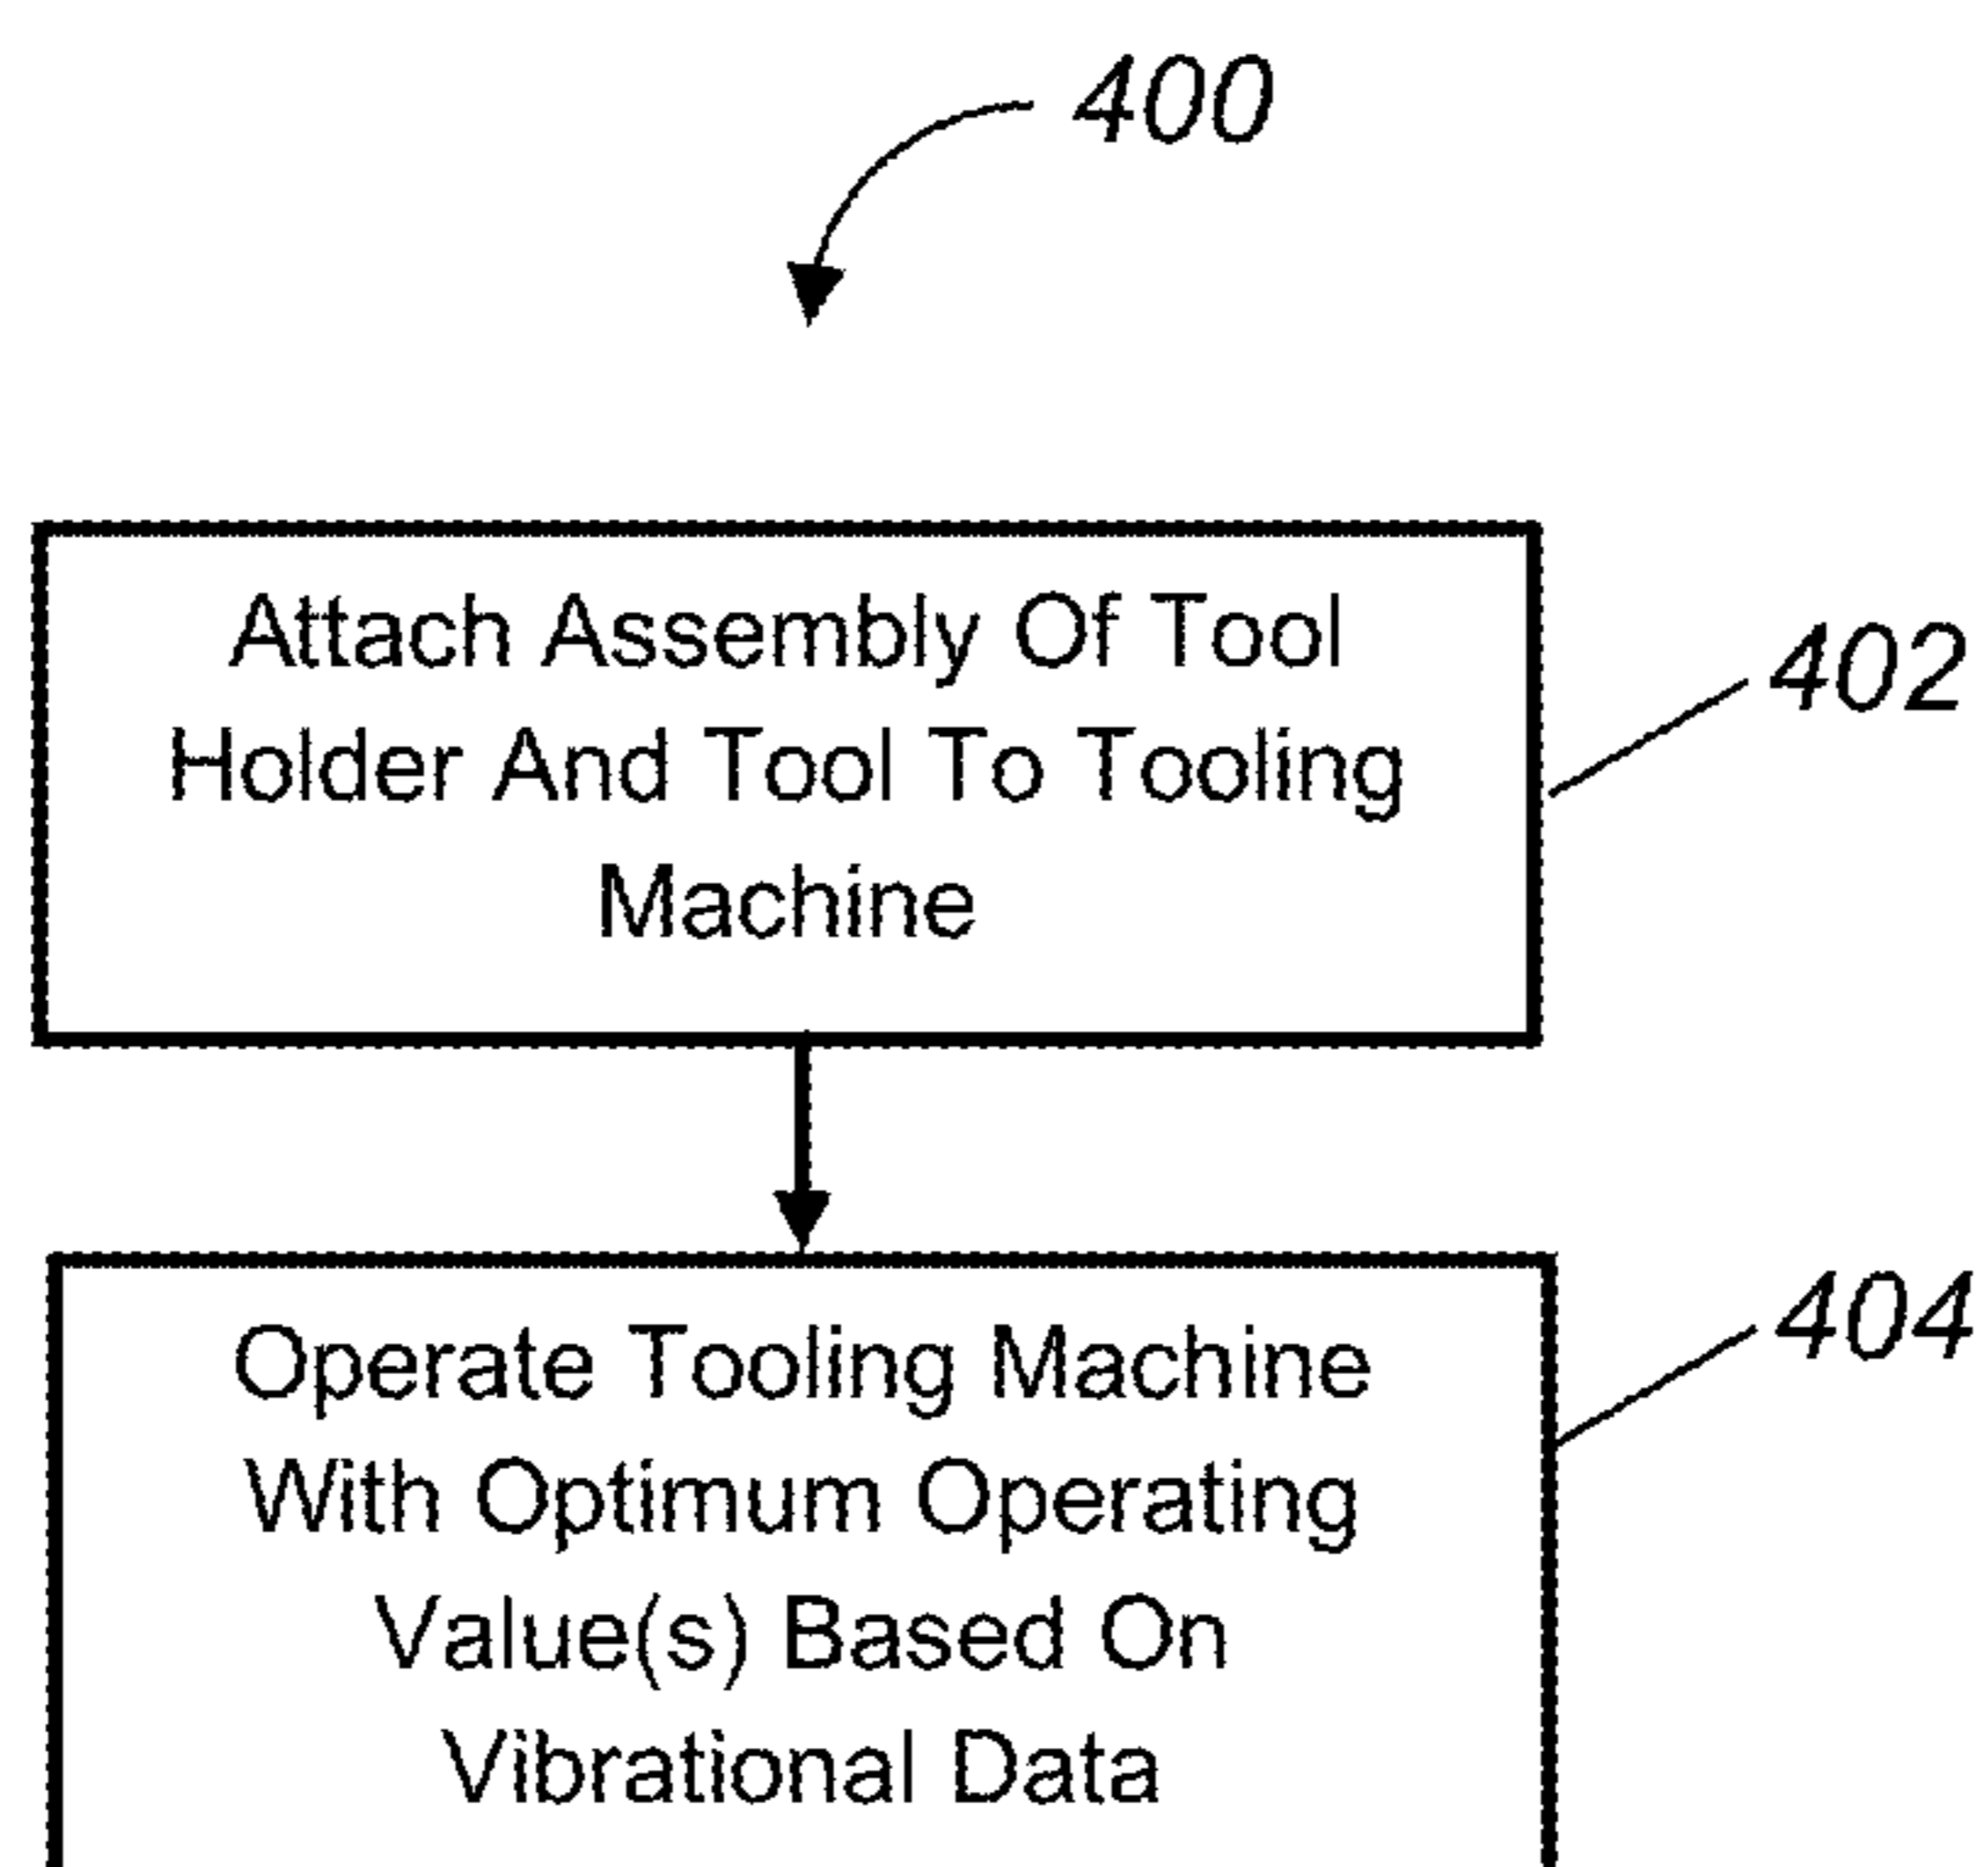 400
Attach Assembly Of Tool
Holder And Tool To Tooling
Machine
402
Operate Tooling Machine
With Optimum Operating
Value(s) Based On
Vibrational Data
404